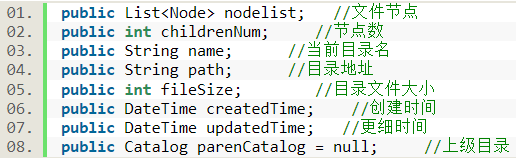 01. public List<Node> nodelist; //文件节点
02. public int childrenNum; //节点数
03. public String name; //当前目录名
04. public String path; //目录地址
05. public int fileSize; //目录文件大小
06. public DateTime createdTime; //创建时间
07. public DateTime updatedTime; //更细时间
08. public Catalog parenCatalog = null; //上级目录